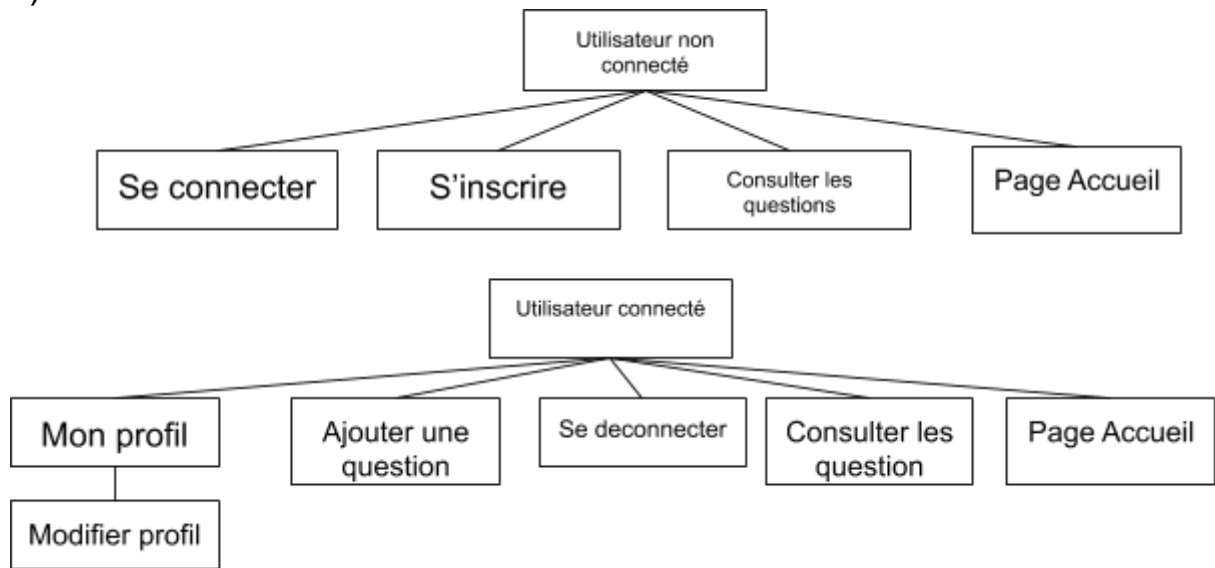 )
Utilisateur non
connecté
Se connecter
S'inscrire
Consulter les
questions
Page Accueil
Utilisateur connecté
Mon profil
Ajouter une
question
Se deconnecter
Consulter les
question
Page Accueil
Modifier profil